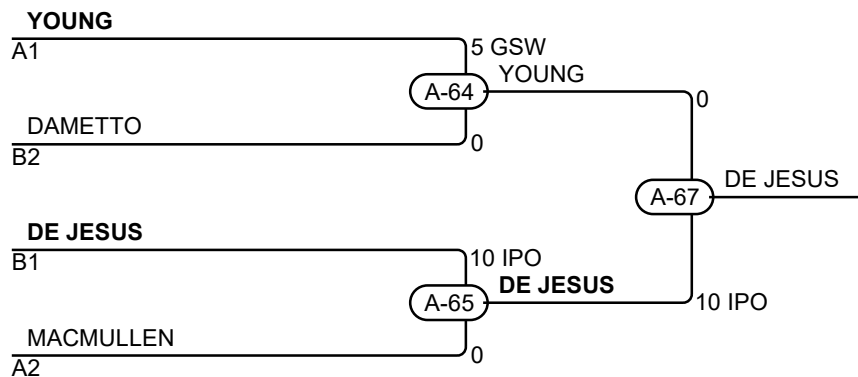 YOUNG
A1
5 GSW
A-64
YOUNG
DAMETTO
B2
0
0
A-67
DE JESUS
DE JESUS
B1
10 IPO
A-65
DE JESUS
10 IPO
MACMULLEN
A2
0